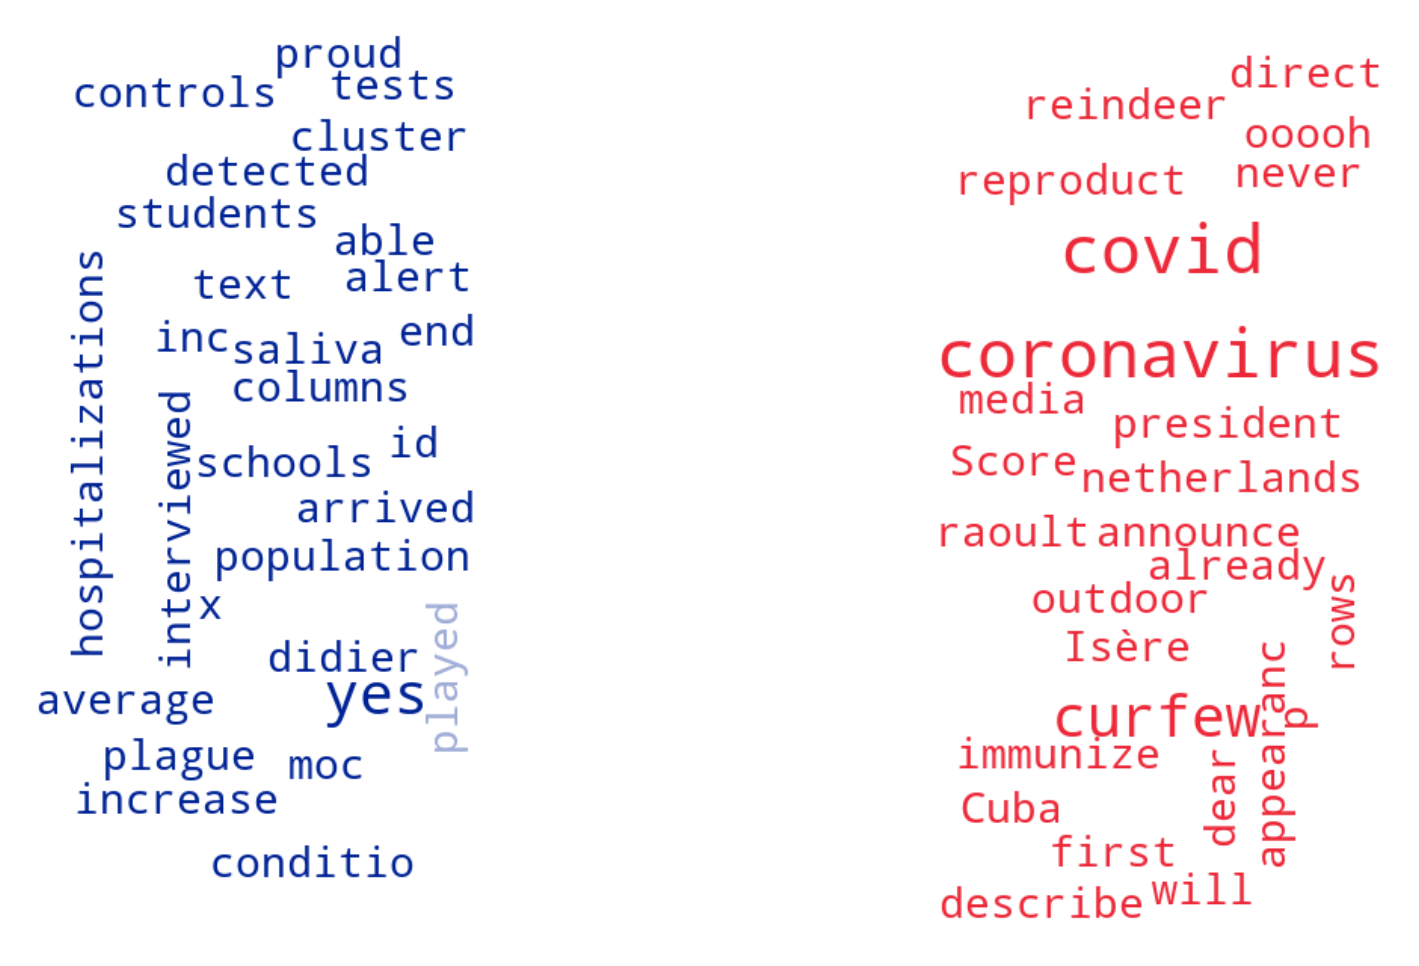 proud
controls
tests
cluster
detected
students
able
alert
text
hospitalizations
inc
saliva
end
columns
interviewed
id
schools
arrived
population
x
played
didier
yes
average
plague
moc
increase
conditio
direct
reindeer
ooooh
never
reproduct
covid
coronavirus
media
president
Score
netherlands
raoult
announce
already
outdoor
rows
Isère
appearanc
curfew
p
immunize
dear
Cuba
first
will
describe